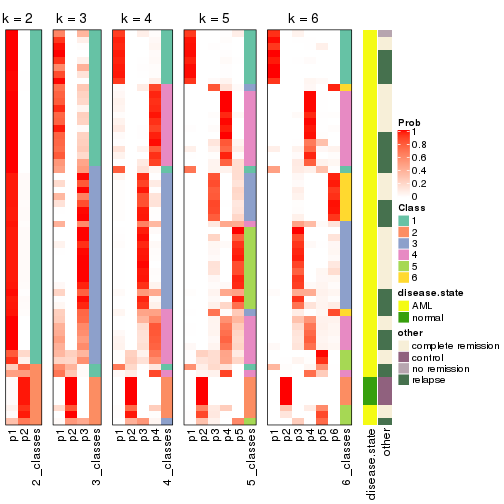 k = 2
k = 3
k = 4
k = 5
k = 6
Prob
1
0.8
0.6
0.4
0.2
0
Class
1
2
3
4
5
6
disease.state
AML
normal
other
complete remission
control
no remission
relapse
p1
p2
2_classes
p1
p2
p3
3_classes
p1
p2
p3
p4
4_classes
p1
p2
p3
p4
p5
5_classes
p1
p2
p3
p4
p5
p6
6_classes
disease.state
other